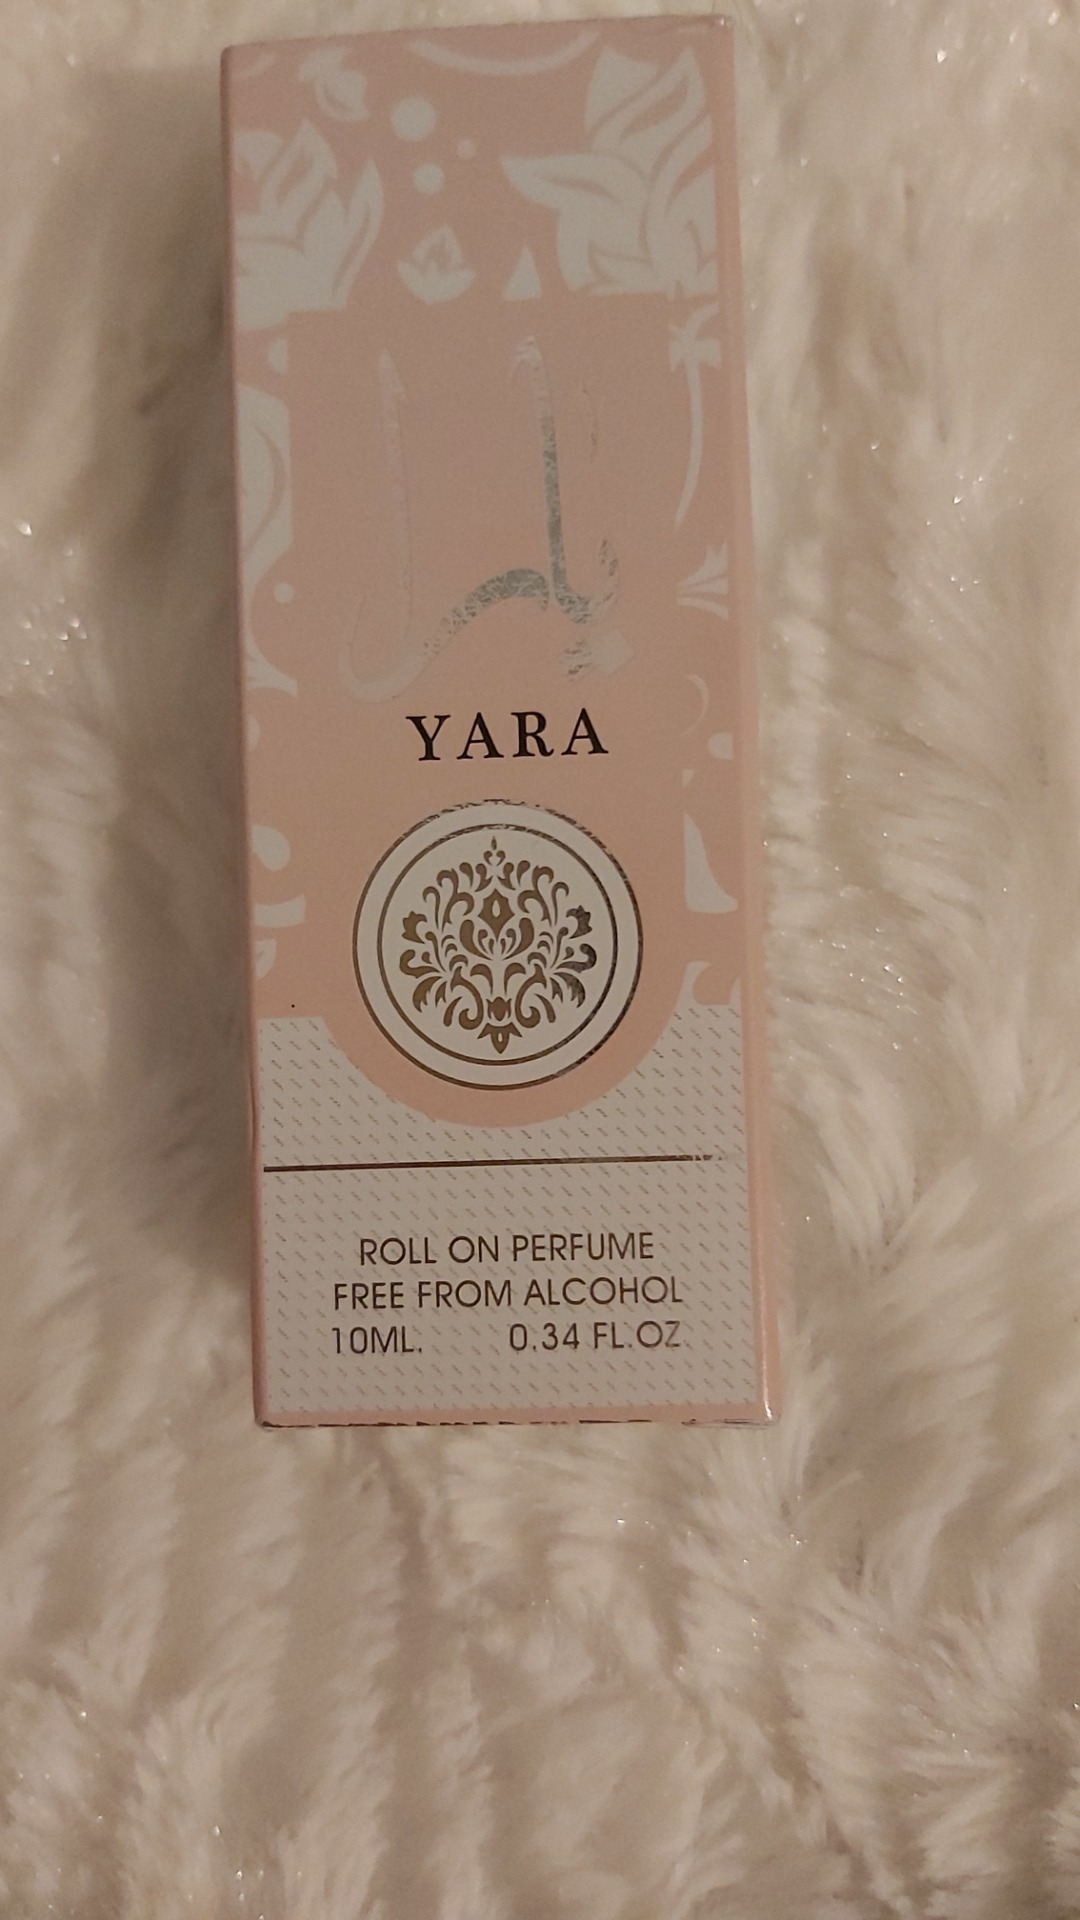 يارا
YARA
ROLL ON PERFUME
FREE FROM ALCOHOL
10ML. 0.34 FL.OZ.